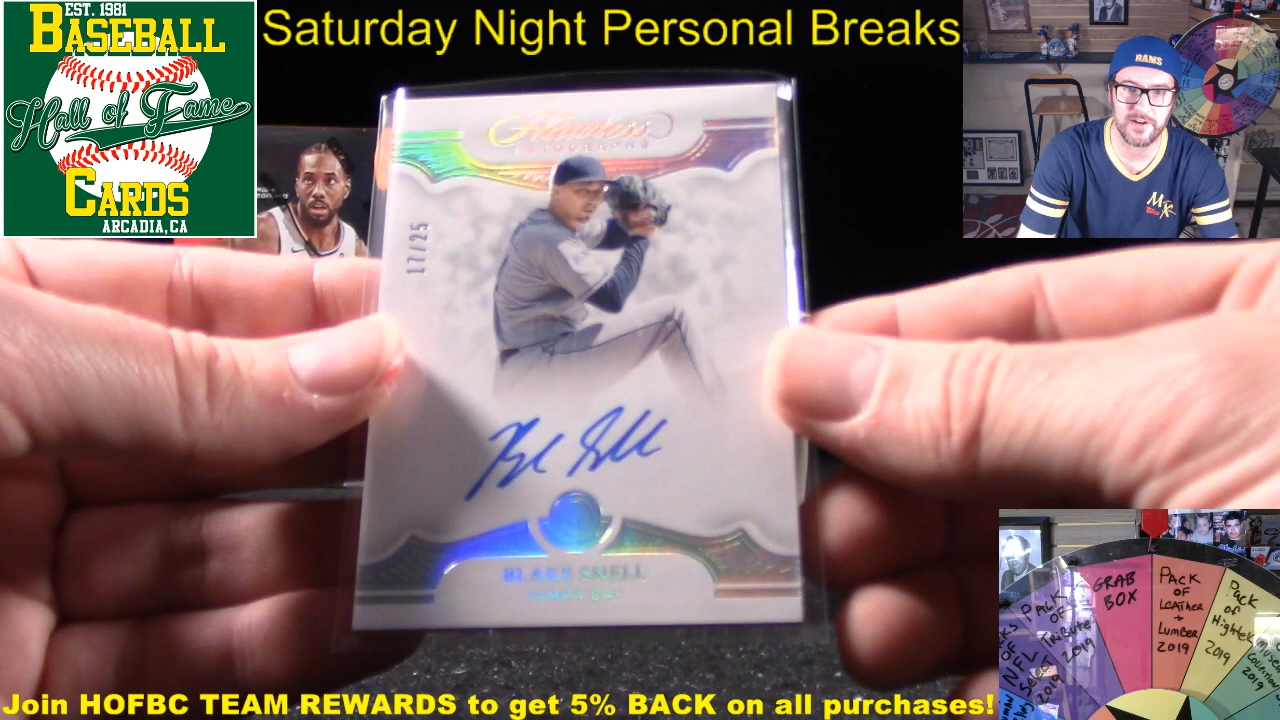 EST. 1981
BASEBALL
Hall of Fame
CARDS
ARCADIA, CA
Saturday Night Personal Breaks
RAMS
Flawless
AUTOGRAPHS
17/25
BLAKE SNELL
TAMPA BAY
GRAB
BOX
PACK
OF
LEATHER
+
LUMBER
2019
PACK
OF
TRIBUTE
2019
PACK
of
2019
NFL
2019
Join HOFBC TEAM REWARDS to get 5% BACK on all purchases!